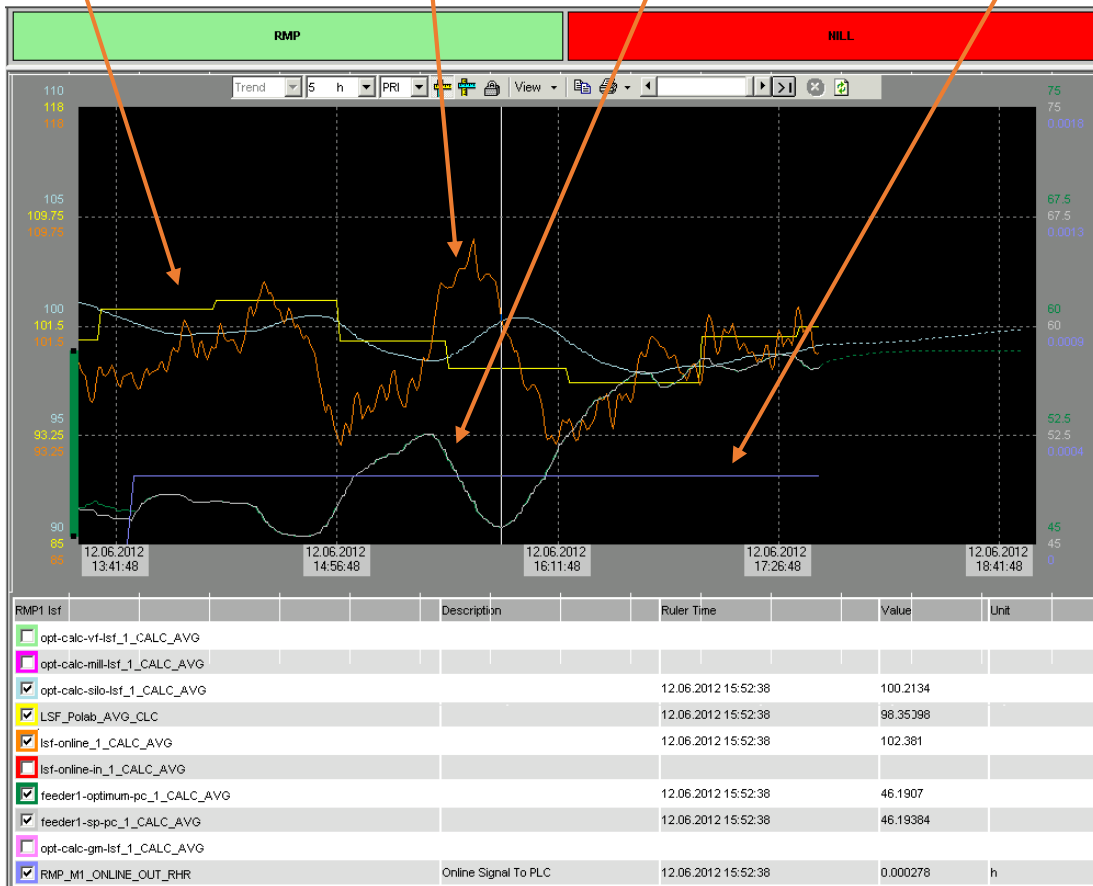 RMP NILL
Trend 5 h PRI View
110 75
118 75
118 0.0018
105 67.5
109.75 67.5
109.75 0.0013
100 60
101.5 60
101.5 0.0009
95 52.5
93.25 52.5
93.25 0.0004
90 45
85 45
85 0
12.06.2012 12.06.2012 12.06.2012 12.06.2012 12.06.2012
13:41:48 14:56:48 16:11:48 17:26:48 18:41:48
RMP1 lsf Description Ruler Time Value Unit
opt-calc-vf-lsf_1_CALC_AVG
opt-calc-mill-lsf_1_CALC_AVG
opt-calc-silo-lsf_1_CALC_AVG 12.06.2012 15:52:38 100.2134
LSF_Polab_AVG_CLC 12.06.2012 15:52:38 98.35098
lsf-online_1_CALC_AVG 12.06.2012 15:52:38 102.381
lsf-online-in_1_CALC_AVG
feeder1-optimum-pc_1_CALC_AVG 12.06.2012 15:52:38 46.1907
feeder1-sp-pc_1_CALC_AVG 12.06.2012 15:52:38 46.19384
opt-calc-gm-lsf_1_CALC_AVG
RMP_M1_ONLINE_OUT_RHR Online Signal To PLC 12.06.2012 15:52:38 0.000278 h